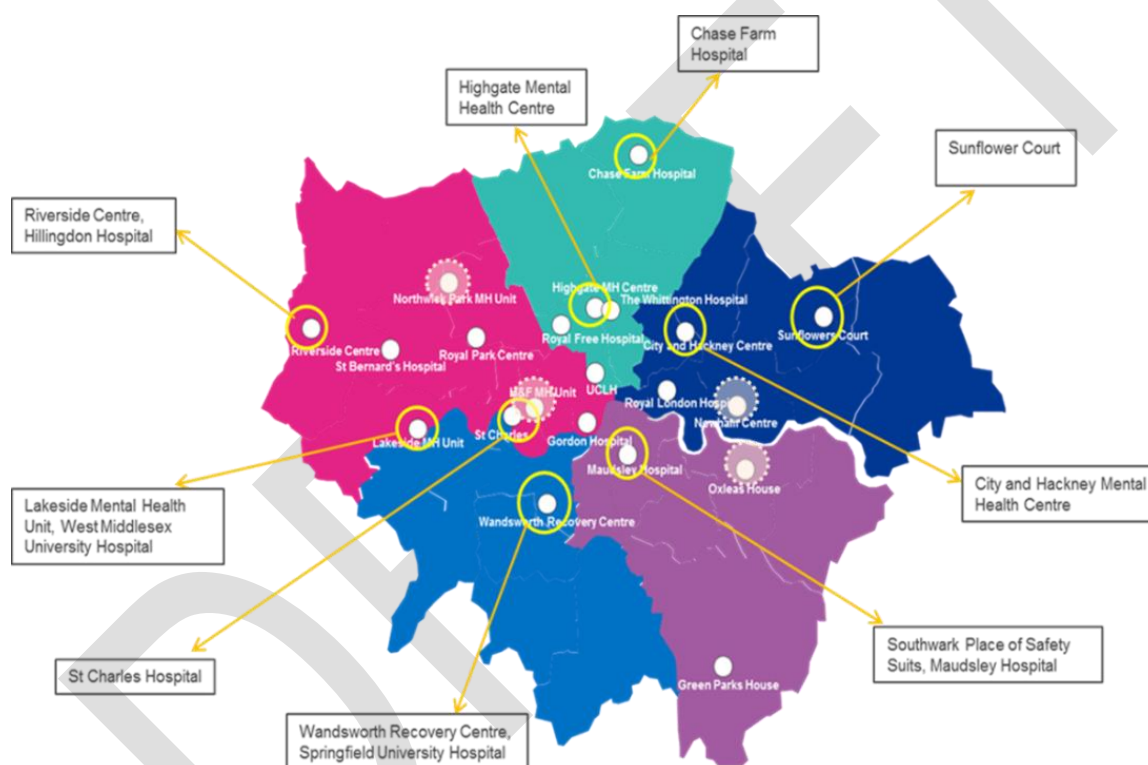 Chase Farm
Hospital
Highgate Mental
Health Centre
Sunflower Court
Chase Farm Hospital
Riverside Centre,
Hillingdon Hospital
Highgate MH Centre
Northwick Park MH Unit
The Whittington Hospital
Royal Free Hospital
City and Hackney Centre
Sunflowers Court
Riverside Centre
Royal Park Centre
St Bernard's Hospital
UCLH
H&F MH Unit
Royal London Hospital
Newham Centre
St Charles
Gordon Hospital
Lakeside MH Unit
Maudsley Hospital
Oxleas House
City and Hackney Mental
Health Centre
Lakeside Mental Health
Unit, West Middlesex
University Hospital
Wandsworth Recovery Centre
Southwark Place of Safety
Suits, Maudsley Hospital
St Charles Hospital
Green Parks House
Wandsworth Recovery Centre,
Springfield University Hospital
DRAFT